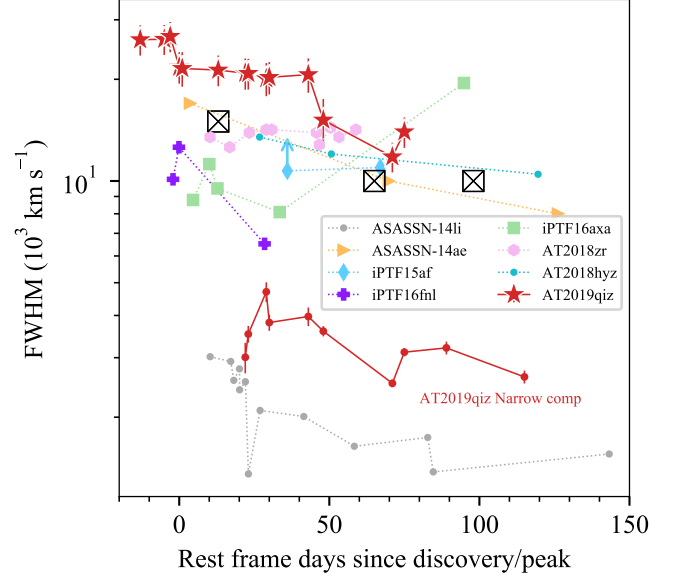 10¹
FWHM (10³ km s⁻¹)
ASASSN-14li
ASASSN-14ae
iPTF15af
iPTF16fnl
iPTF16axa
AT2018zr
AT2018hyz
AT2019qiz
AT2019qiz Narrow comp
0 50 100 150
Rest frame days since discovery/peak